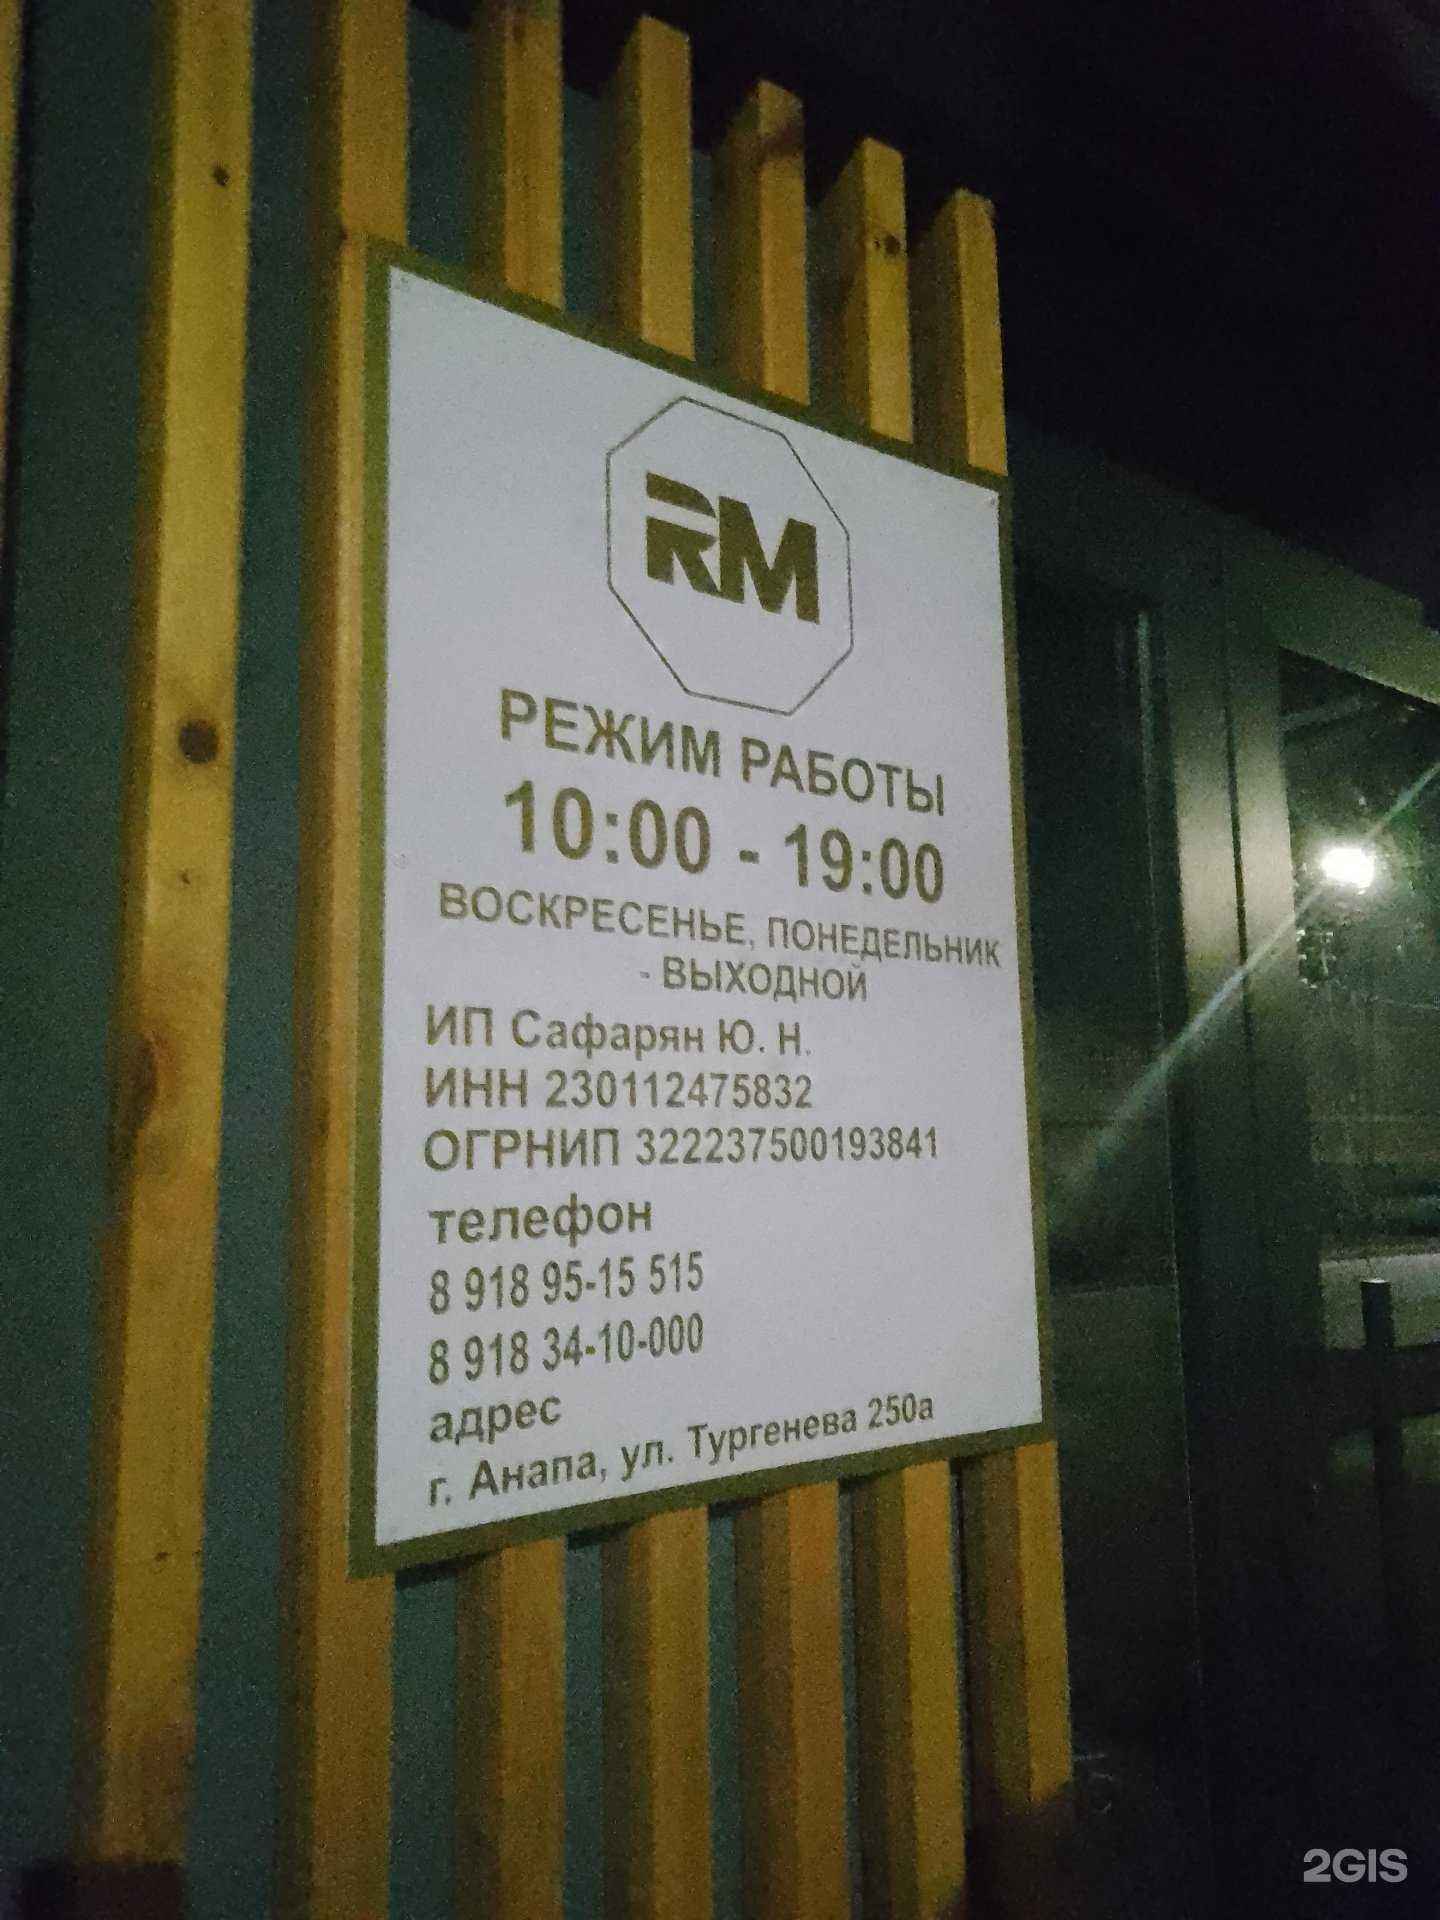 RM
РЕЖИМ РАБОТЫ
10:00 - 19:00
ВОСКРЕСЕНЬЕ, ПОНЕДЕЛЬНИК
- ВЫХОДНОЙ
ИП Сафарян Ю. Н.
ИНН 230112475832
ОГРНИП 322237500193841
телефон
8 918 95-15 515
8 918 34-10-000
адрес
г. Анапа, ул. Тургенева 250а
2GIS